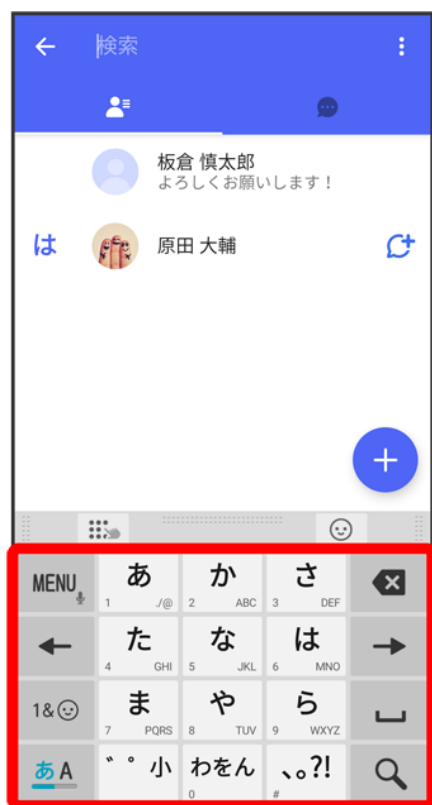 検索
板倉 慎太郎
よろしくお願いします！
は
原田 大輔
MENU
あ
1 ./@
か
2 ABC
さ
3 DEF
た
4 GHI
な
5 JKL
は
6 MNO
1&
ま
7 PQRS
や
8 TUV
ら
9 WXYZ
あA
゛゜小
わをん
0
、。?!
#